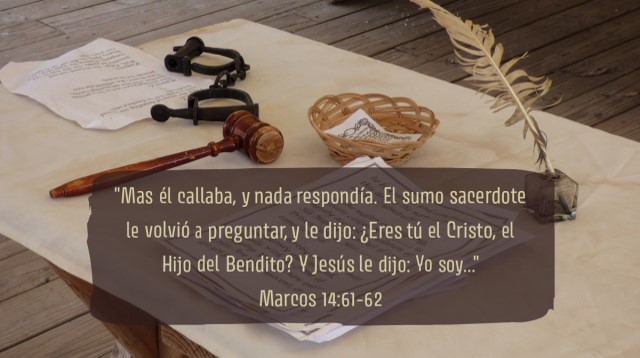 "Mas él callaba, y nada respondía. El sumo sacerdote
le volvió a preguntar, y le dijo: ¿Eres tú el Cristo, el
Hijo del Bendito? Y Jesús le dijo: Yo soy..."
Marcos 14:61-62